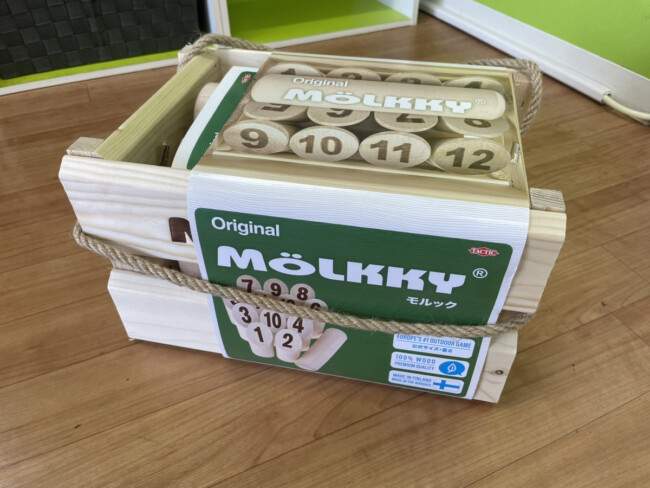 Original
MÖLKKY®
9 10 11 12
Original
MÖLKKY®
TACTIC
モルック
7 9 8
3 10 4
1 2
EUROPE'S #1 OUTDOOR GAME
100% WOOD
PREMIUM QUALITY
MADE IN FINLAND